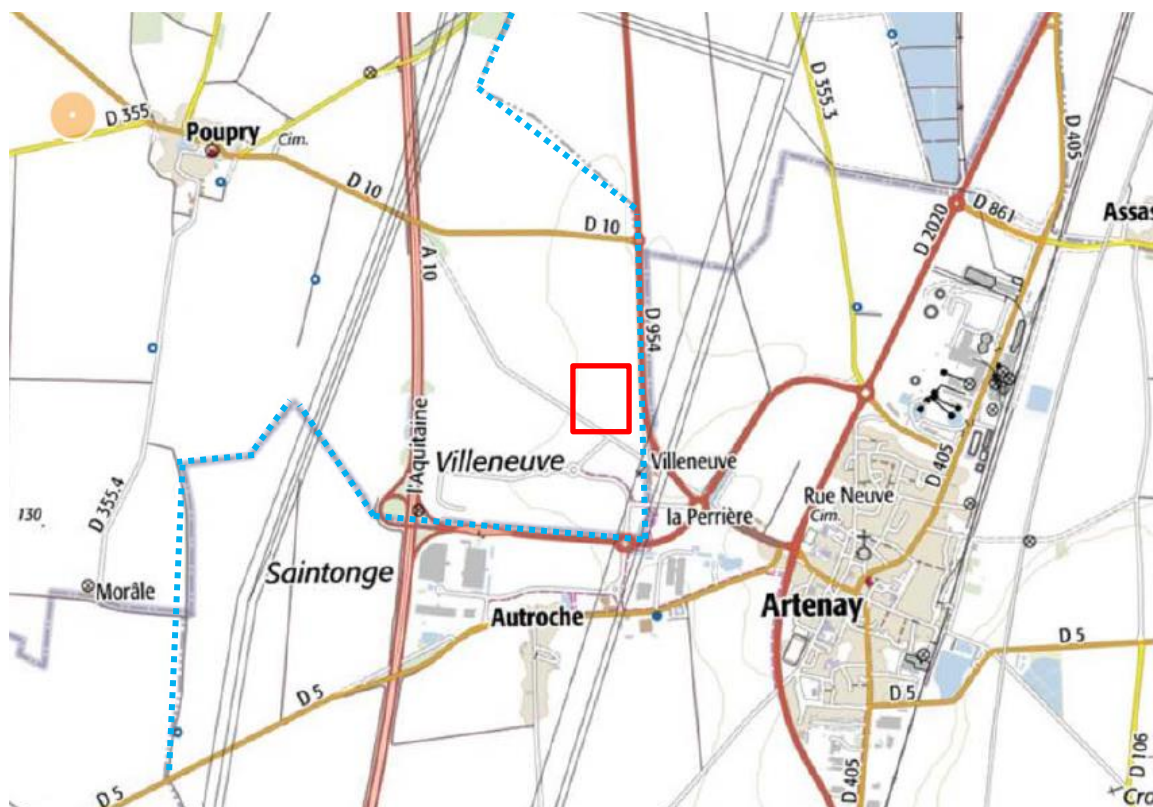 D 355
Poupry
Cim.
D 10
D 10
A 10
D 355.3
D 405
D 861
Assas
D 2020
D 954
l'Aquitaine
Villeneuve
Villeneuve
D 405
Rue Neuve
Cim.
la Perrière
D 355.4
130
Saintonge
Morâle
Autroche
Artenay
D 5
D 5
D 5
D 5
D 405
D 106
Cro